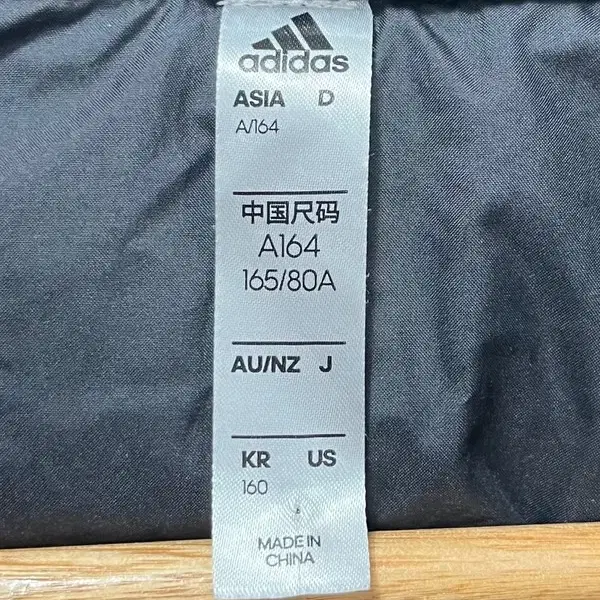 adidas
ASIA D
A/164
中国尺码
A164
165/80A
AU/NZ J
KR US
160
MADE IN
CHINA